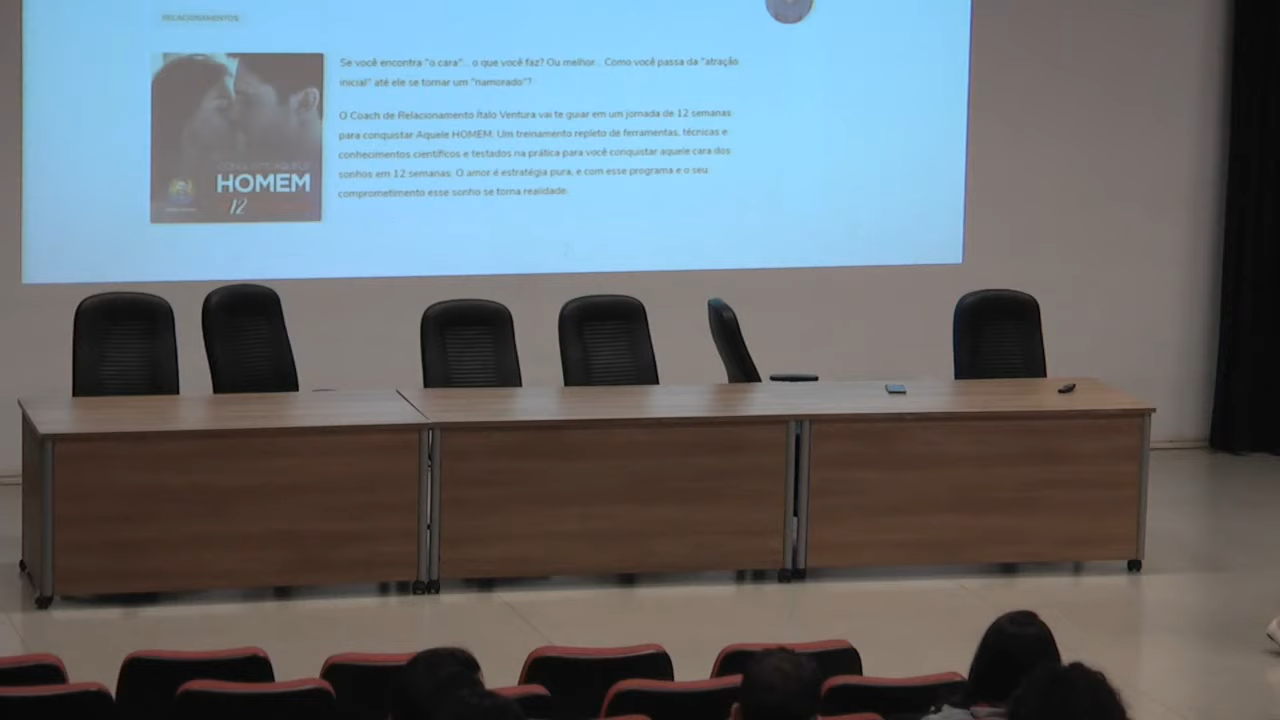 RELACIONAMENTOS
Se você encontra "o cara"... o que você faz? Ou melhor... Como você passa da "atração
inicial" até ele se tornar um "namorado"?
O Coach de Relacionamento Ítalo Ventura vai te guiar em um jornada de 12 semanas
para conquistar Aquele HOMEM. Um treinamento repleto de ferramentas, técnicas e
conhecimentos científicos e testados na prática para você conquistar aquele cara dos
sonhos em 12 semanas. O amor é estratégia pura, e com esse programa e o seu
comprometimento esse sonho se torna realidade.
HOMEM
12